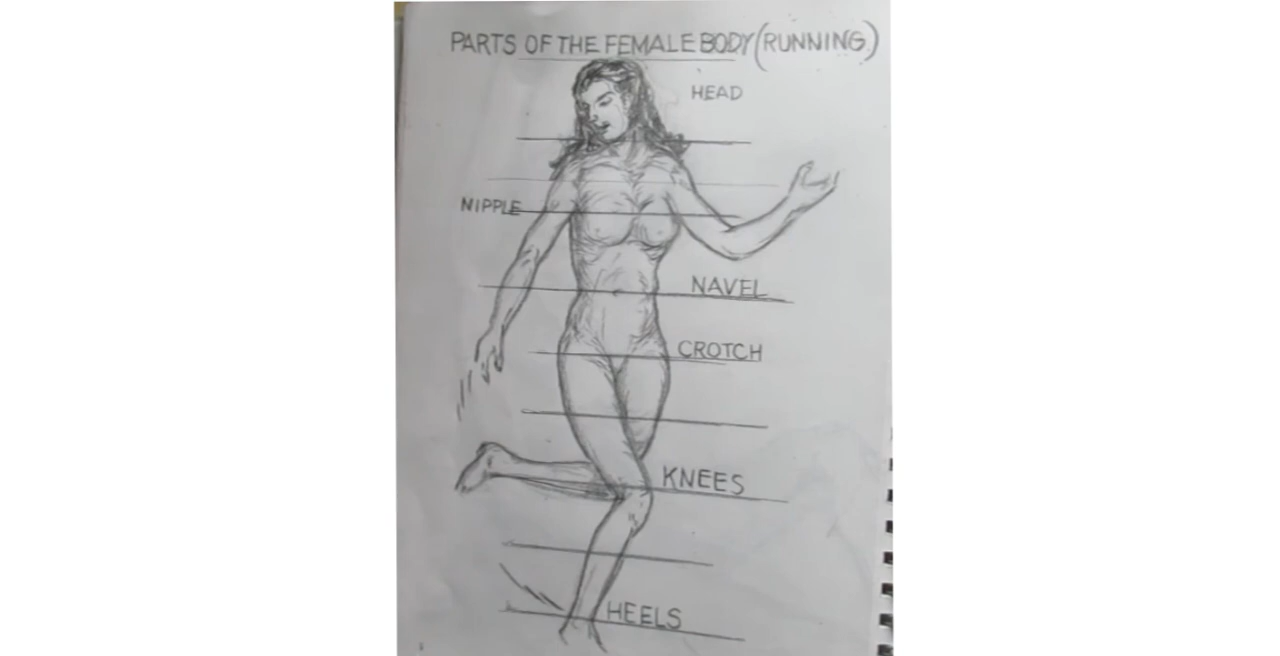 PARTS OF THE FEMALE BODY (RUNNING)
HEAD
NIPPLE
NAVEL
CROTCH
KNEES
HEELS